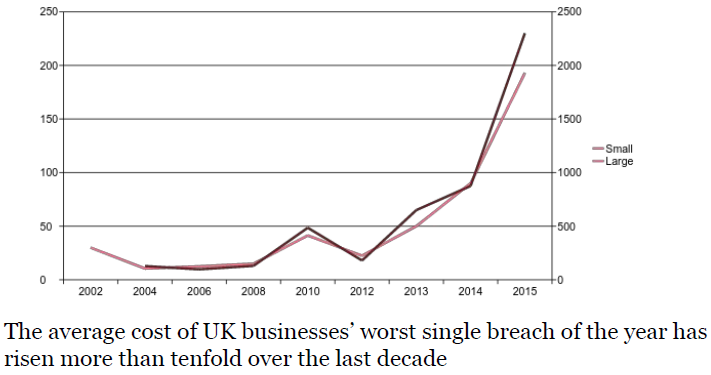 250
200
150
100
50
0
2500
2000
1500
1000
500
0
2002 2004 2006 2008 2010 2012 2013 2014 2015
Small
Large
The average cost of UK businesses’ worst single breach of the year has
risen more than tenfold over the last decade